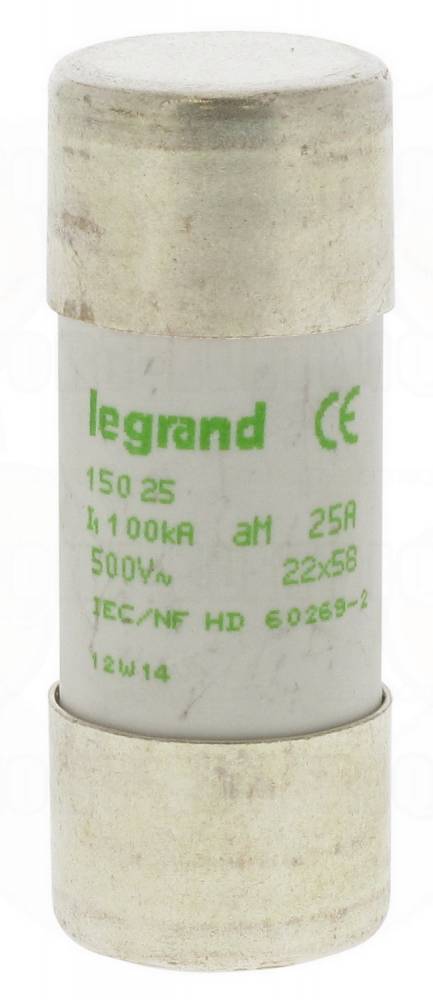 legrand CE
150 25
I₁ 100kA aM 25A
500V~ 22x58
IEC/NF HD 60269-2
12W14